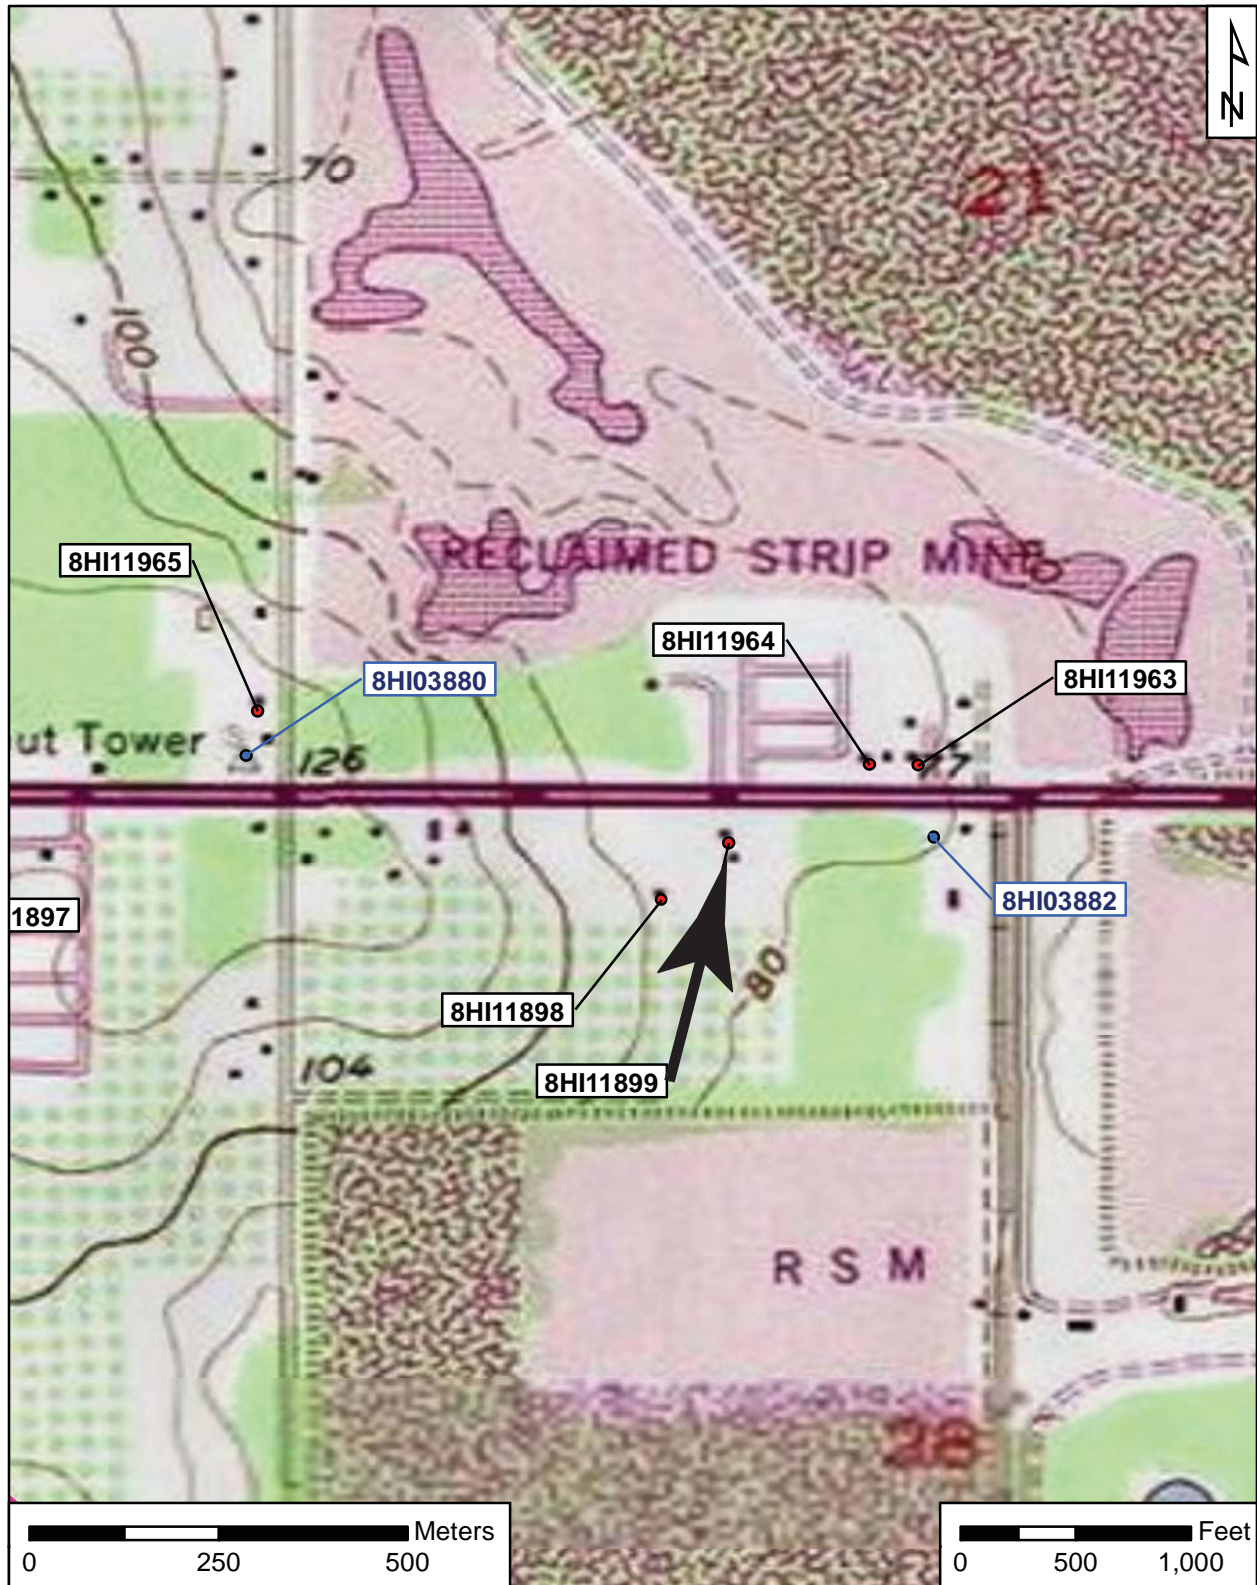 N
21
70
100
RECLAIMED STRIP MINE
8HI11965
8HI11964
8HI03880
8HI11963
ut Tower
126
77
1897
8HI03882
80
8HI11898
8HI11899
104
R S M
28
Meters
0 250 500
Feet
0 500 1,000